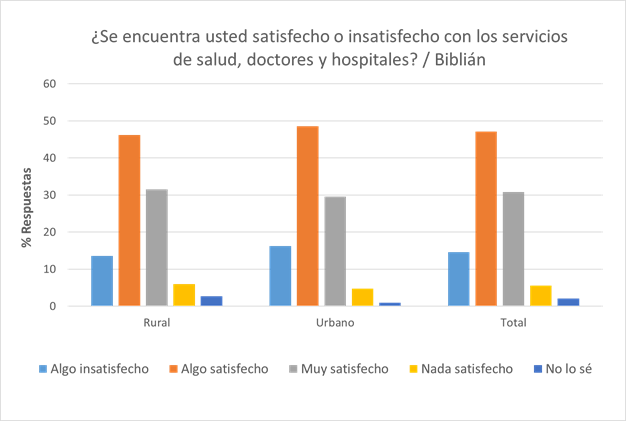 ¿Se encuentra usted satisfecho o insatisfecho con los servicios
de salud, doctores y hospitales? / Biblián
% Respuestas
60
50
40
30
20
10
0
Rural Urbano Total
Algo insatisfecho Algo satisfecho Muy satisfecho Nada satisfecho No lo sé